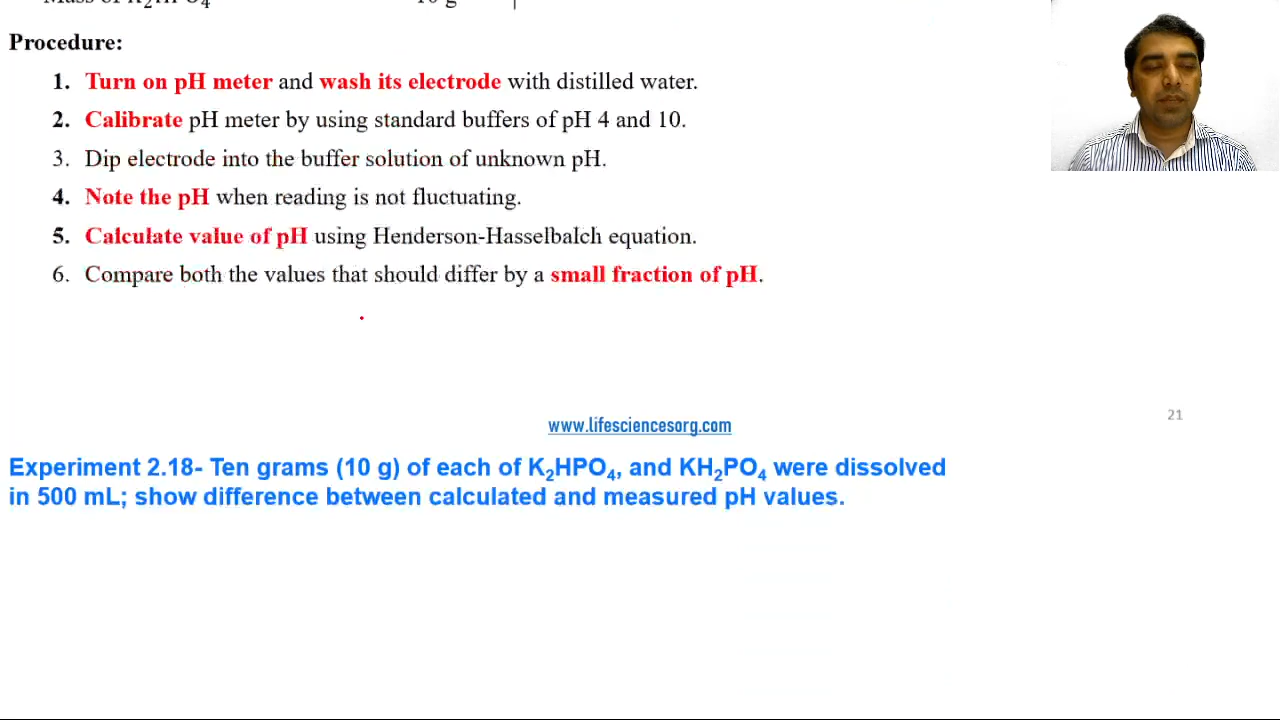 Mass of K2HPO4 10 g
Procedure:
1. Turn on pH meter and wash its electrode with distilled water.
2. Calibrate pH meter by using standard buffers of pH 4 and 10.
3. Dip electrode into the buffer solution of unknown pH.
4. Note the pH when reading is not fluctuating.
5. Calculate value of pH using Henderson-Hasselbalch equation.
6. Compare both the values that should differ by a small fraction of pH.
21
www.lifesciencesorg.com
Experiment 2.18- Ten grams (10 g) of each of K2HPO4, and KH2PO4 were dissolved
in 500 mL; show difference between calculated and measured pH values.